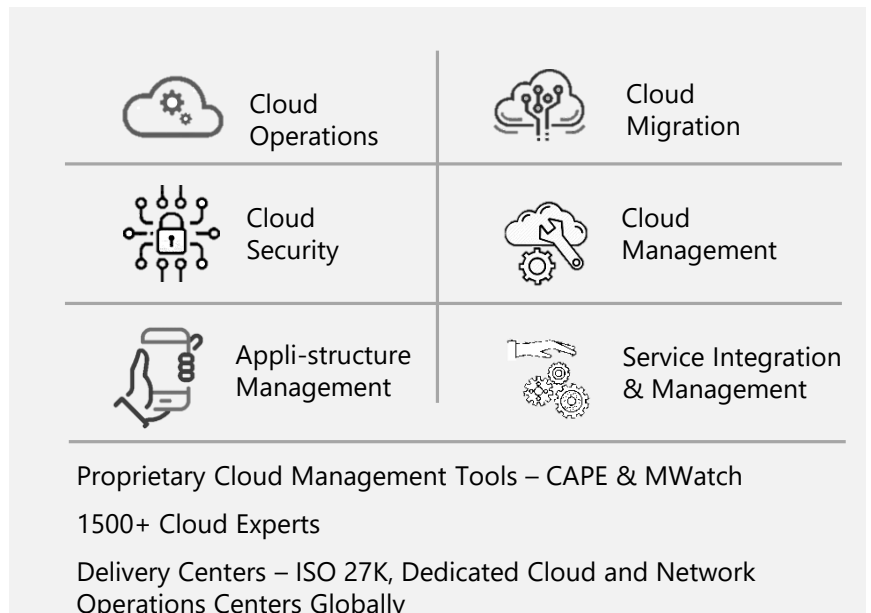 Cloud
Operations
Cloud
Migration
Cloud
Security
Cloud
Management
Appli-structure
Management
Service Integration
& Management
Proprietary Cloud Management Tools – CAPE & MWatch
1500+ Cloud Experts
Delivery Centers – ISO 27K, Dedicated Cloud and Network
Operations Centers Globally